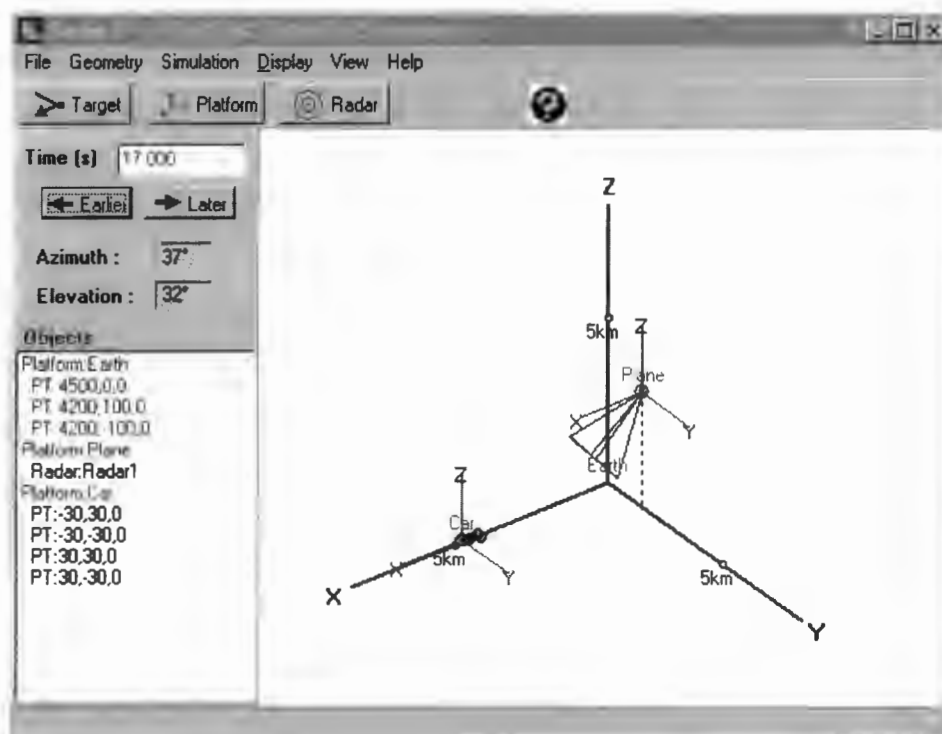 File Geometry Simulation Display View Help
Target Platform Radar
Time (s) 17.000
Earlier Later
Azimuth : 37°
Elevation : 32°
Objects
Platform:Earth
PT: 4500,0,0
PT: 4200,100,0
PT: 4200,-100,0
Platform:Plane
Radar:Radar1
Platform:Car
PT:-30,30,0
PT:-30,-30,0
PT:30,30,0
PT:30,-30,0
Z
5km Z
Plane
X
Y
Earth
Z
Car
5km
X
Y
X
5km
Y